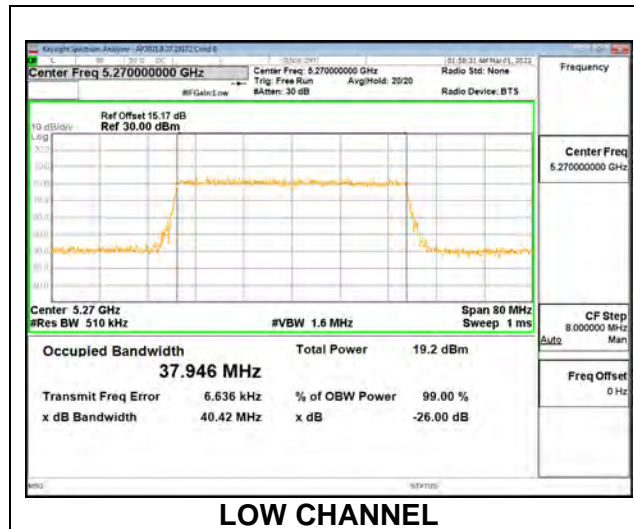 Center Freq 5.270000000 GHz
Center Freq: 5.270000000 GHz
Trig: Free Run
Avg|Hold: 20/20
#IFGain:Low
#Atten: 30 dB
Radio Std: None
Radio Device: BTS
Frequency
Ref Offset 15.17 dB
10 dB/div
Ref 30.00 dBm
Log
Center Freq
5.270000000 GHz
Center 5.27 GHz
Span 80 MHz
#Res BW 510 kHz
#VBW 1.6 MHz
Sweep 1 ms
CF Step
8.000000 MHz
Auto Man
Occupied Bandwidth
Total Power 19.2 dBm
37.946 MHz
Freq Offset
0 Hz
Transmit Freq Error 6.636 kHz
% of OBW Power 99.00 %
x dB Bandwidth 40.42 MHz
x dB -26.00 dB
MSG
STATUS
LOW CHANNEL